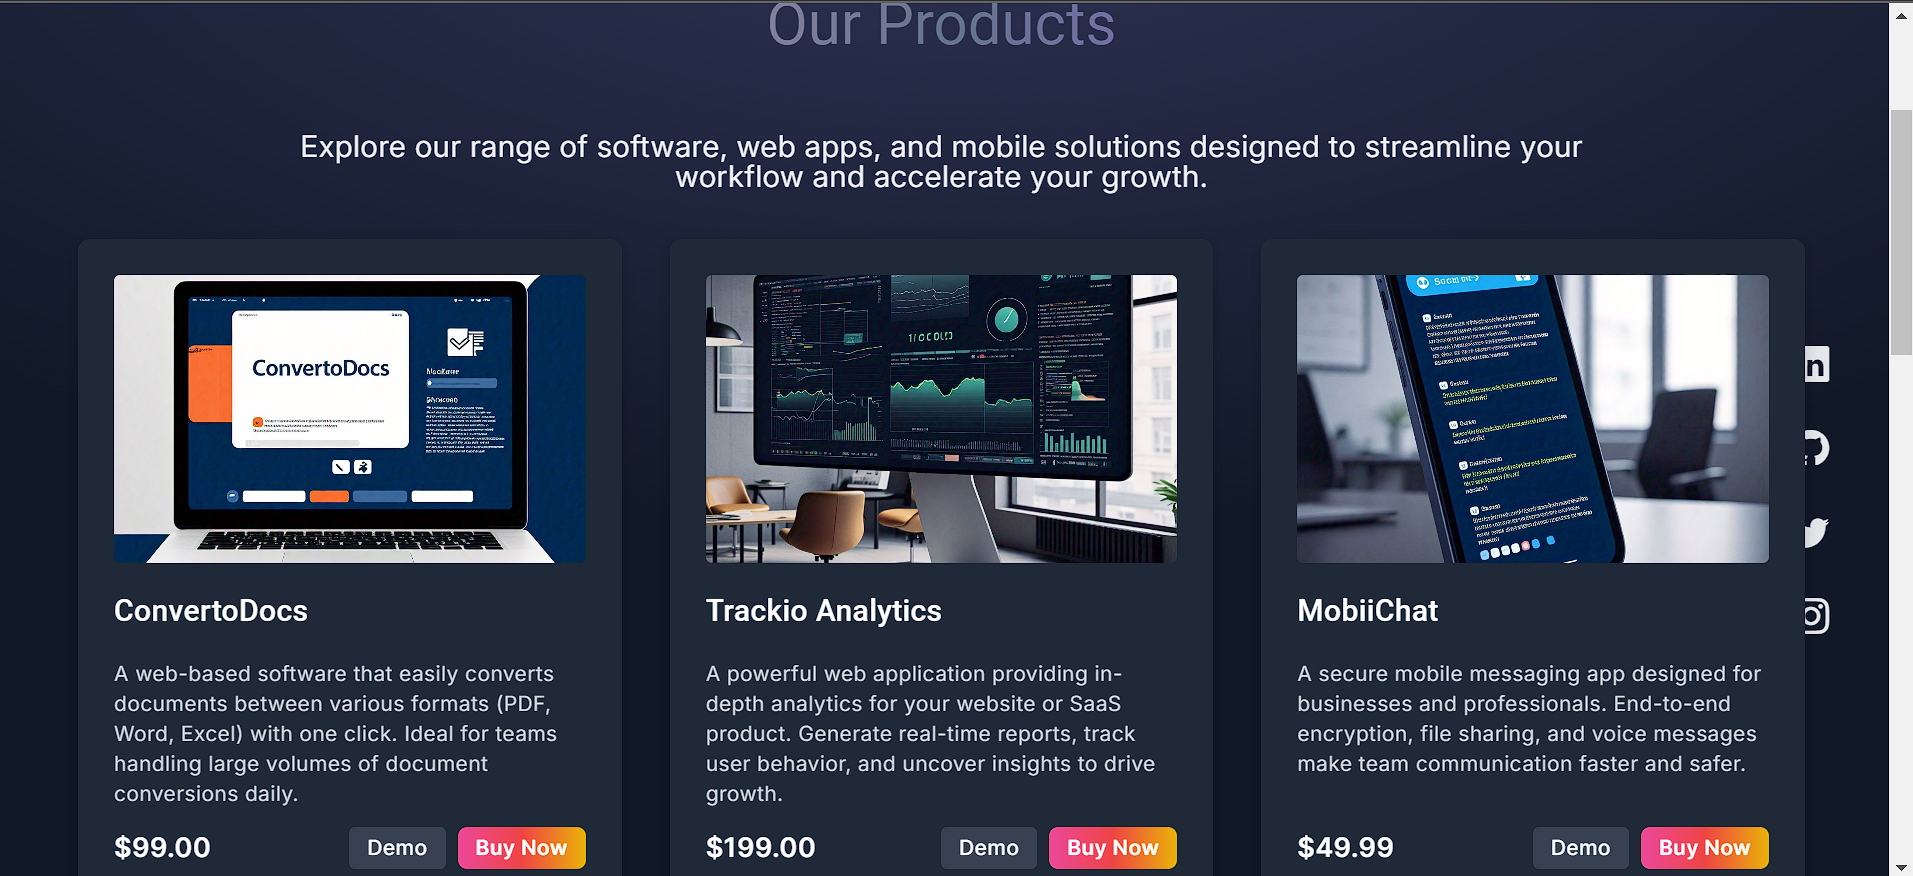 Our Products
Explore our range of software, web apps, and mobile solutions designed to streamline your
workflow and accelerate your growth.
ConvertoDocs
ConvertoDocs
A web-based software that easily converts
documents between various formats (PDF,
Word, Excel) with one click. Ideal for teams
handling large volumes of document
conversions daily.
$99.00
Demo
Buy Now
Trackio Analytics
A powerful web application providing in-
depth analytics for your website or SaaS
product. Generate real-time reports, track
user behavior, and uncover insights to drive
growth.
$199.00
Demo
Buy Now
MobiiChat
A secure mobile messaging app designed for
businesses and professionals. End-to-end
encryption, file sharing, and voice messages
make team communication faster and safer.
$49.99
Demo
Buy Now
in